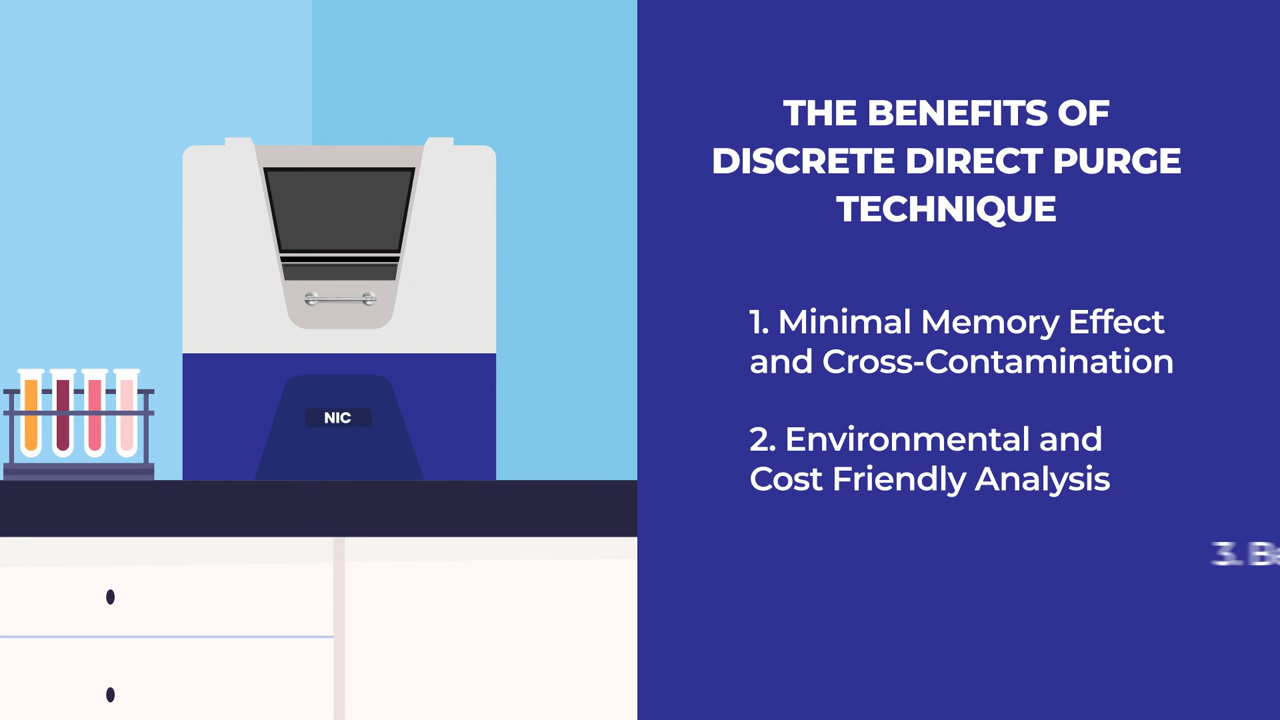 THE BENEFITS OF
DISCRETE DIRECT PURGE
TECHNIQUE
1. Minimal Memory Effect
and Cross-Contamination
2. Environmental and
Cost Friendly Analysis
3.
NIC